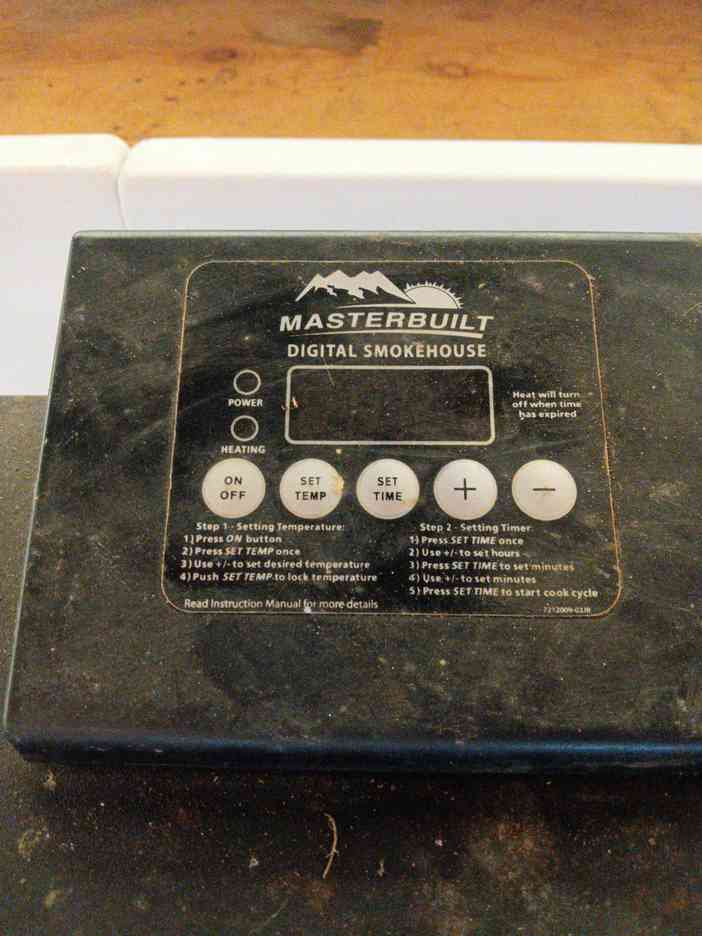 MASTERBUILT
DIGITAL SMOKEHOUSE
POWER
HEATING
Heat will turn
off when time
has expired
ON
OFF
SET
TEMP
SET
TIME
+
−
Step 1 - Setting Temperature:
1) Press ON button
2) Press SET TEMP once
3) Use +/- to set desired temperature
4) Push SET TEMP to lock temperature
Step 2 - Setting Timer
1) Press SET TIME once
2) Use +/- to set hours
3) Press SET TIME to set minutes
4) Use +/- to set minutes
5) Press SET TIME to start cook cycle
Read Instruction Manual for more details